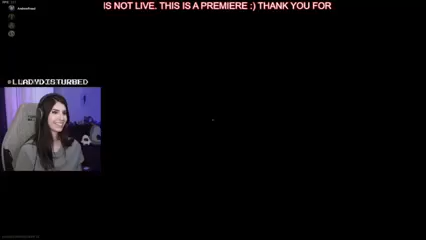 IS NOT LIVE. THIS IS A PREMIERE :) THANK YOU FOR
@LLADYDISTURBED